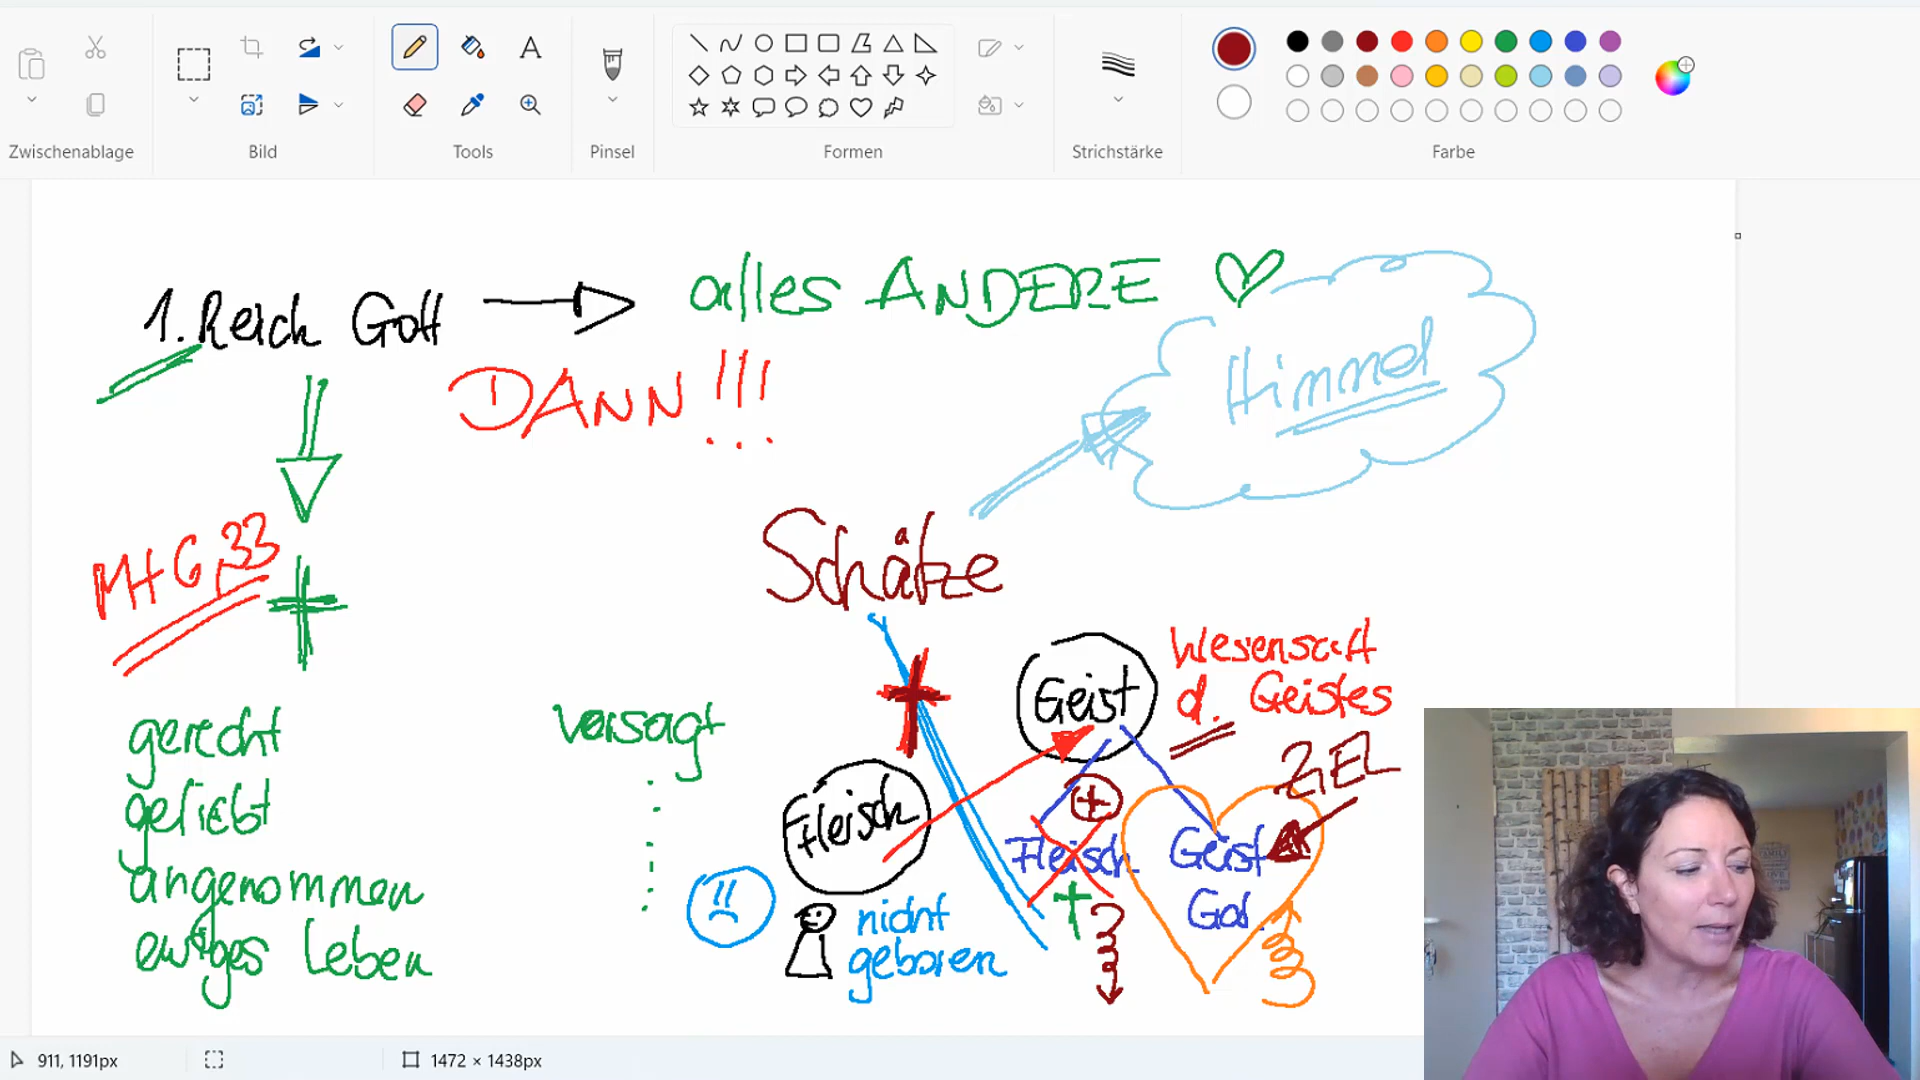 Zwischenablage
Bild
Tools
Pinsel
Formen
Strichstärke
Farbe
1. Reich Gott
alles ANDERE
DANN!!!
Himmel
Mt 6,33
Schätze
Geist
Wesensart
d. Geistes
ZIEL
gerecht
versagt
geliebt
Fleisch
Fleisch
Geist
Gott
angenommen
nicht
geboren
ewiges Leben
911, 1191px
1472 × 1438px